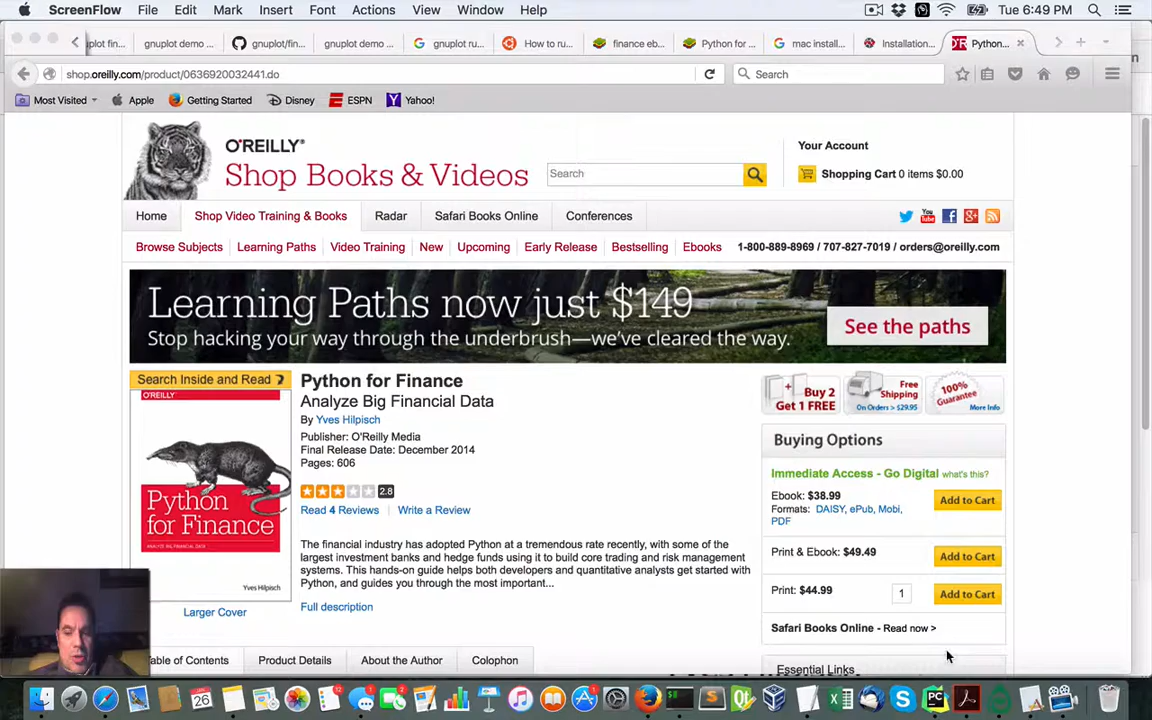 ScreenFlow File Edit Mark Insert Font Actions View Window Help Tue 6:49 PM
plot fin... gnuplot demo ... gnuplot/fin... gnuplot demo ... gnuplot ru... How to ru... finance eb... Python for ... mac install... Installation... Python...
shop.oreilly.com/product/0636920032441.do Search
Most Visited Apple Getting Started Disney ESPN Yahoo!
O'REILLY®
Shop Books & Videos
Search
Your Account
Shopping Cart 0 items $0.00
Home Shop Video Training & Books Radar Safari Books Online Conferences
Browse Subjects Learning Paths Video Training New Upcoming Early Release Bestselling Ebooks 1-800-889-8969 / 707-827-7019 / orders@oreilly.com
Learning Paths now just $149
Stop hacking your way through the underbrush—we've cleared the way.
See the paths
Search Inside and Read
O'REILLY®
Python
for Finance
ANALYZE BIG FINANCIAL DATA
Yves Hilpisch
Larger Cover
Python for Finance
Analyze Big Financial Data
By Yves Hilpisch
Publisher: O'Reilly Media
Final Release Date: December 2014
Pages: 606
2.8
Read 4 Reviews Write a Review
The financial industry has adopted Python at a tremendous rate recently, with some of the
largest investment banks and hedge funds using it to build core trading and risk management
systems. This hands-on guide helps both developers and quantitative analysts get started with
Python, and guides you through the most important...
Full description
Buy 2
Get 1 FREE
Free
Shipping
On Orders > $29.95
100%
Guarantee
More Info
Buying Options
Immediate Access - Go Digital what's this?
Ebook: $38.99
Formats: DAISY, ePub, Mobi,
PDF
Add to Cart
Print & Ebook: $49.49 Add to Cart
Print: $44.99 1 Add to Cart
Safari Books Online - Read now >
Essential Links
able of Contents Product Details About the Author Colophon